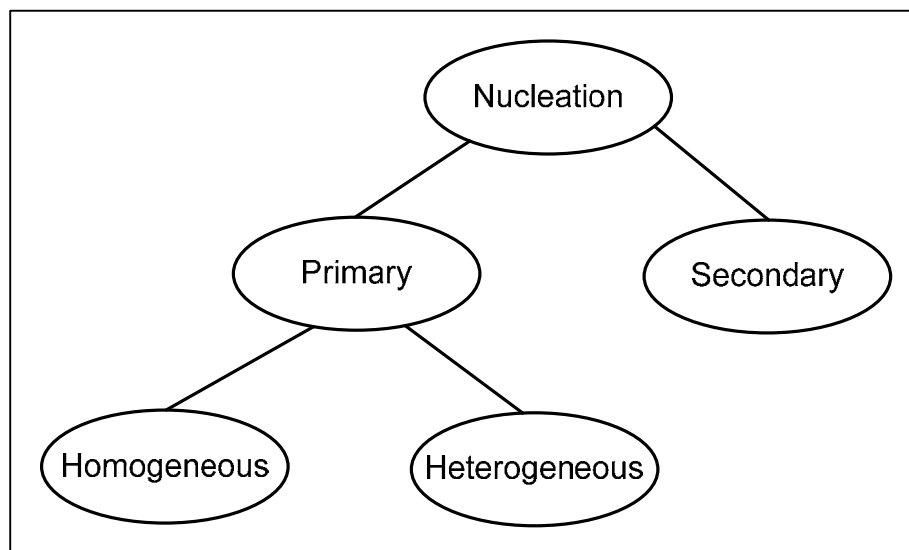 Nucleation
Primary
Secondary
Homogeneous
Heterogeneous